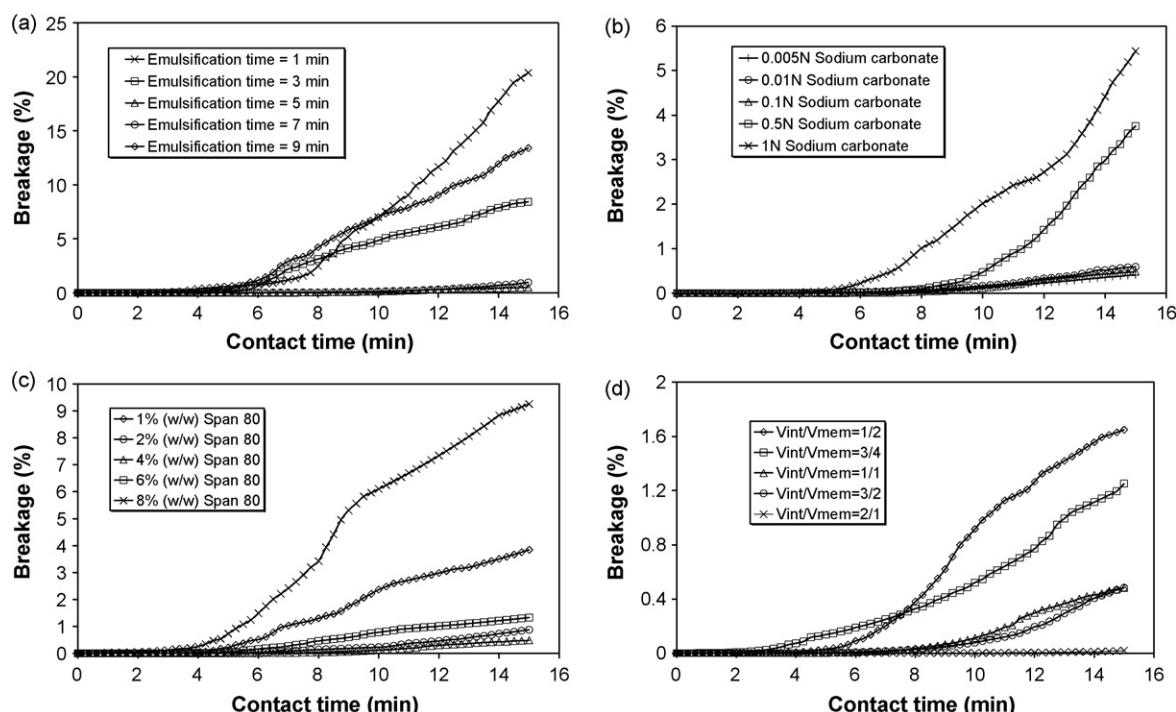 (a)
25
20
15
10
5
0
Breakage (%)
Emulsification time = 1 min
Emulsification time = 3 min
Emulsification time = 5 min
Emulsification time = 7 min
Emulsification time = 9 min
0 2 4 6 8 10 12 14 16
Contact time (min)
(b)
6
5
4
3
2
1
0
Breakage (%)
0.005N Sodium carbonate
0.01N Sodium carbonate
0.1N Sodium carbonate
0.5N Sodium carbonate
1N Sodium carbonate
0 2 4 6 8 10 12 14 16
Contact time (min)
(c)
10
9
8
7
6
5
4
3
2
1
0
Breakage (%)
1% (w/w) Span 80
2% (w/w) Span 80
4% (w/w) Span 80
6% (w/w) Span 80
8% (w/w) Span 80
0 2 4 6 8 10 12 14 16
Contact time (min)
(d)
2
1.6
1.2
0.8
0.4
0
Breakage (%)
Vint/Vmem=1/2
Vint/Vmem=3/4
Vint/Vmem=1/1
Vint/Vmem=3/2
Vint/Vmem=2/1
0 2 4 6 8 10 12 14 16
Contact time (min)